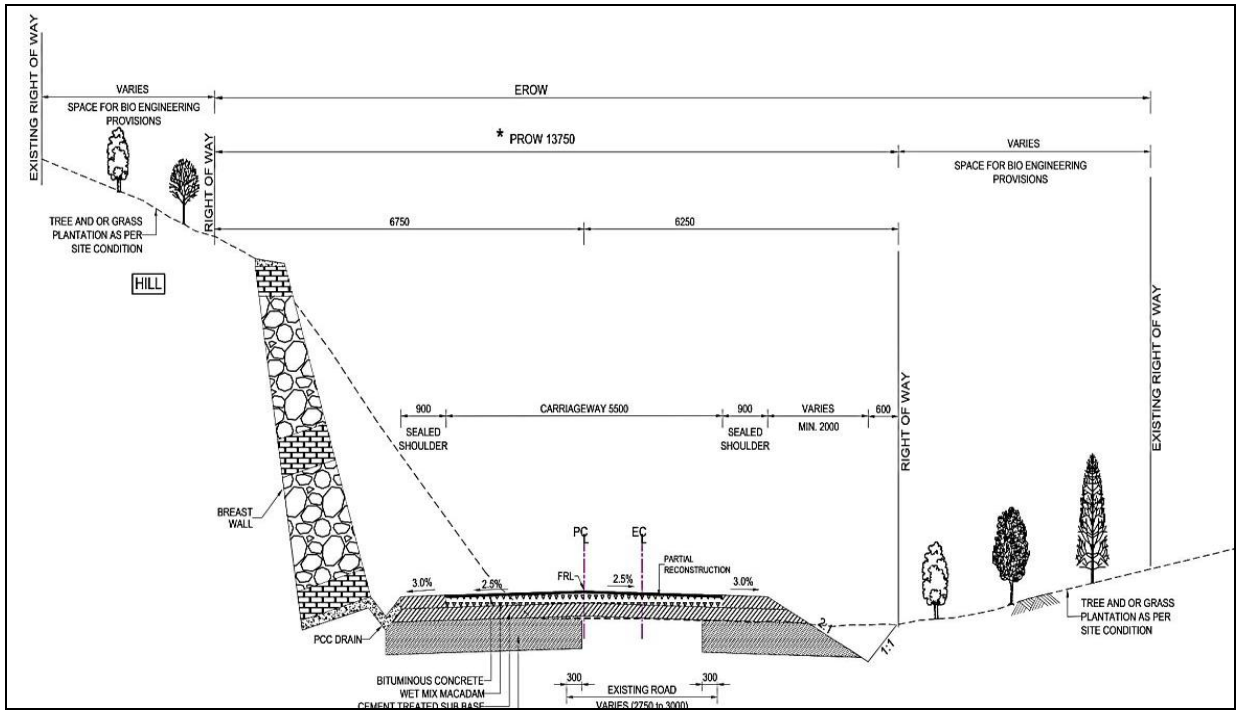 EXISTING RIGHT OF WAY
VARIES
SPACE FOR BIO ENGINEERING
PROVISIONS
EROW
* PROW 13750
VARIES
SPACE FOR BIO ENGINEERING
PROVISIONS
RIGHT OF WAY
6750
6250
TREE AND OR GRASS
PLANTATION AS PER
SITE CONDITION
HILL
EXISTING RIGHT OF WAY
RIGHT OF WAY
900
CARRIAGEWAY 5500
900
VARIES
600
SEALED
SHOULDER
SEALED
SHOULDER
MIN. 2000
BREAST
WALL
PC
EC
FRL
PARTIAL
RECONSTRUCTION
3.0%
2.5%
2.5%
3.0%
TREE AND OR GRASS
PLANTATION AS PER
SITE CONDITION
PCC DRAIN
2:1
1:1
BITUMINOUS CONCRETE
WET MIX MACADAM
CEMENT TREATED SUB BASE
300
300
EXISTING ROAD
VARIES (2750 to 3000)